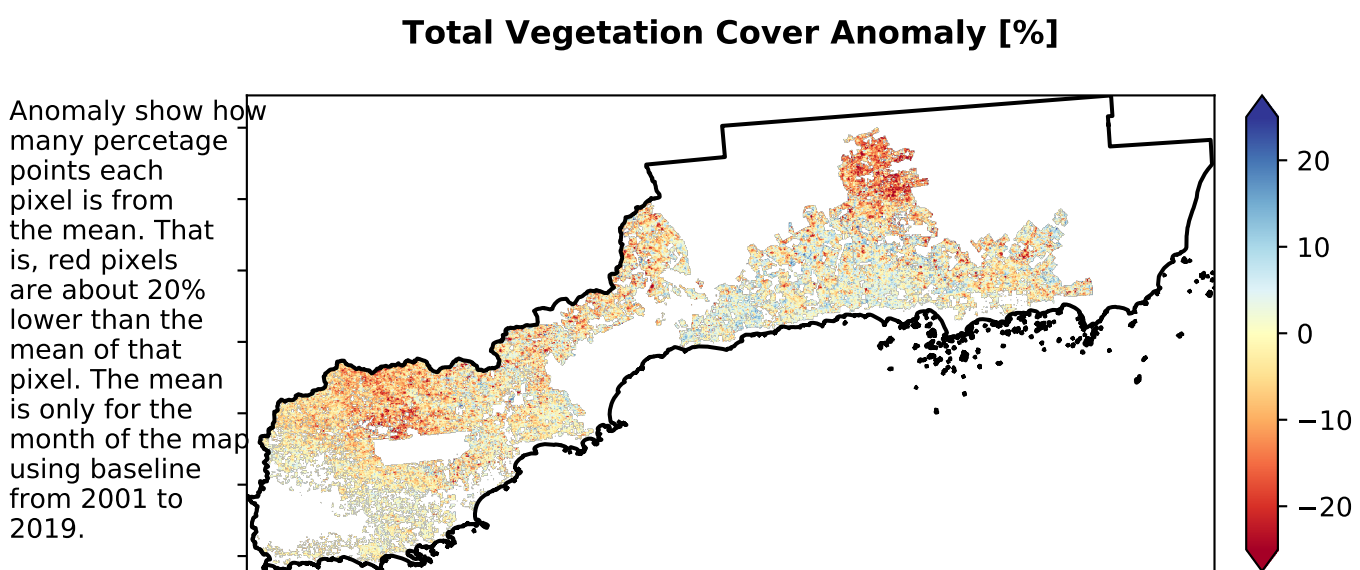 Total Vegetation Cover Anomaly [%]
Anomaly show how
many percetage
points each
pixel is from
the mean. That
is, red pixels
are about 20%
lower than the
mean of that
pixel. The mean
is only for the
month of the map
using baseline
from 2001 to
2019.
20
10
0
−10
−20